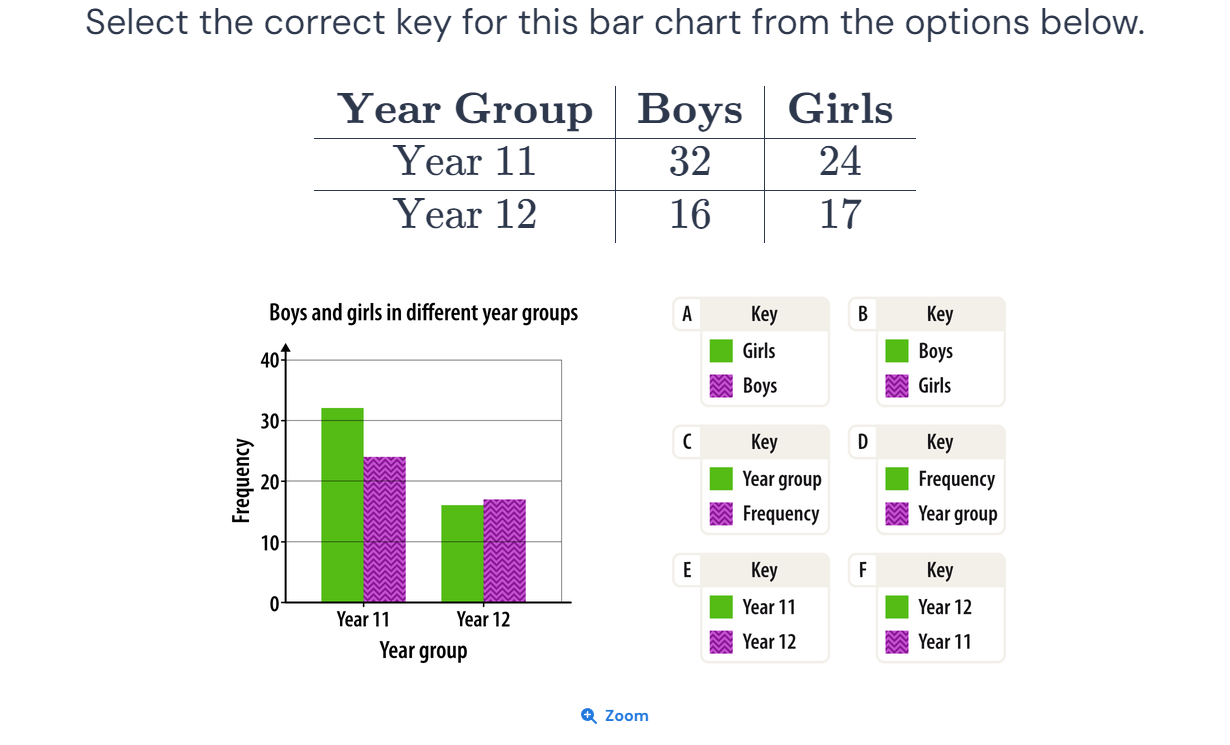 Select the correct key for this bar chart from the options below.
Year Group Boys Girls
Year 11 32 24
Year 12 16 17
Boys and girls in different year groups
40
30
20
10
0
Frequency
Year 11 Year 12
Year group
A Key
Girls
Boys
B Key
Boys
Girls
C Key
Year group
Frequency
D Key
Frequency
Year group
E Key
Year 11
Year 12
F Key
Year 12
Year 11
Zoom